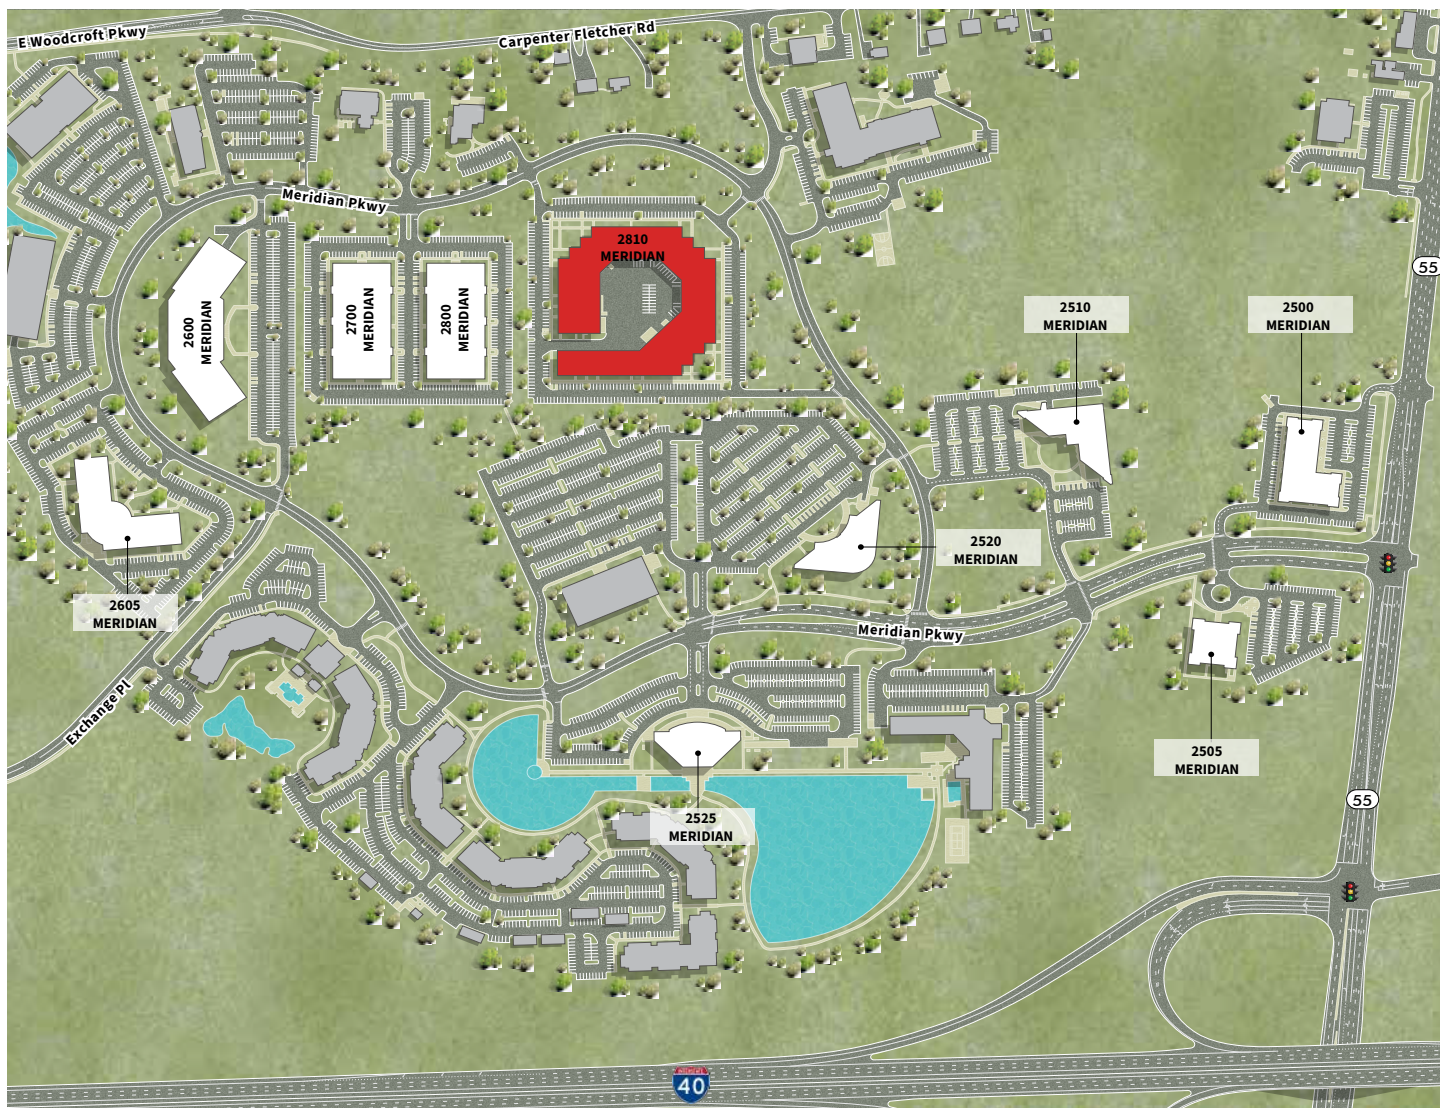 E Woodcroft Pkwy
Carpenter Fletcher Rd
Meridian Pkwy
2810
MERIDIAN
55
2600
MERIDIAN
2700
MERIDIAN
2800
MERIDIAN
2510
MERIDIAN
2500
MERIDIAN
2520
MERIDIAN
2605
MERIDIAN
Meridian Pkwy
Exchange Pl
2505
MERIDIAN
55
2525
MERIDIAN
40